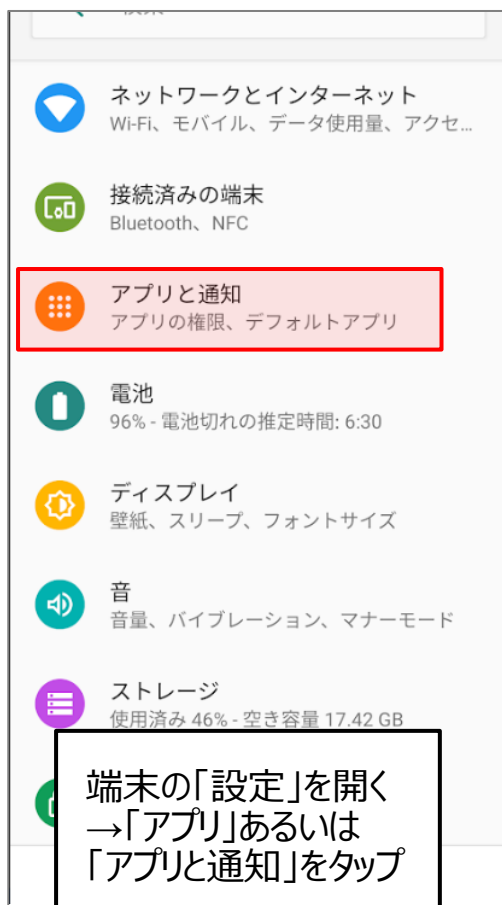 ネットワークとインターネット
Wi-Fi、モバイル、データ使用量、アクセ...
接続済みの端末
Bluetooth、NFC
アプリと通知
アプリの権限、デフォルトアプリ
電池
96% - 電池切れの推定時間: 6:30
ディスプレイ
壁紙、スリープ、フォントサイズ
音
音量、バイブレーション、マナーモード
ストレージ
使用済み 46% - 空き容量 17.42 GB
端末の「設定」を開く
→「アプリ」あるいは
「アプリと通知」をタップ